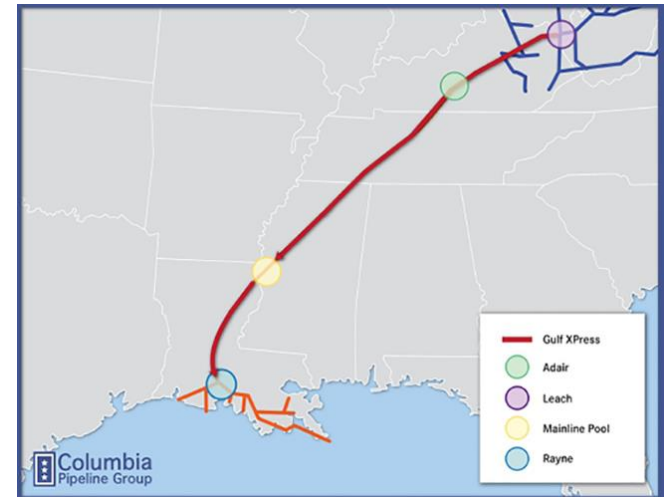 Gulf XPress
Adair
Leach
Mainline Pool
Rayne
Columbia
Pipeline Group